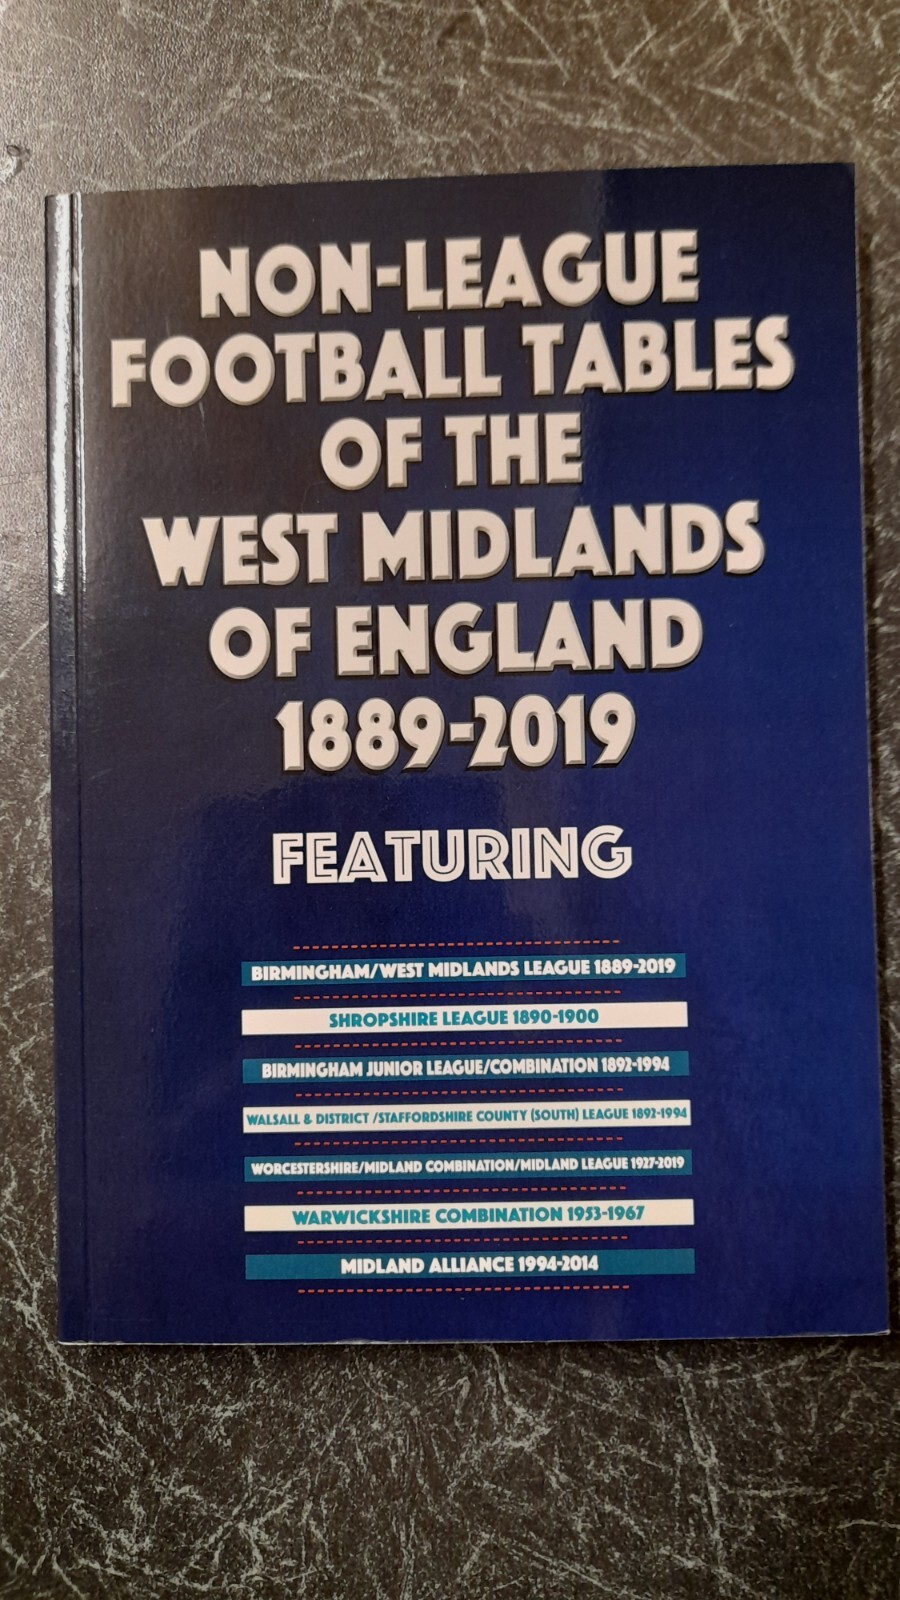 NON-LEAGUE
FOOTBALL TABLES
OF THE
WEST MIDLANDS
OF ENGLAND
1889-2019
FEATURING
BIRMINGHAM/WEST MIDLANDS LEAGUE 1889-2019
SHROPSHIRE LEAGUE 1890-1900
BIRMINGHAM JUNIOR LEAGUE/COMBINATION 1892-1994
WALSALL & DISTRICT /STAFFORDSHIRE COUNTY (SOUTH) LEAGUE 1892-1994
WORCESTERSHIRE/MIDLAND COMBINATION/MIDLAND LEAGUE 1927-2019
WARWICKSHIRE COMBINATION 1953-1967
MIDLAND ALLIANCE 1994-2014